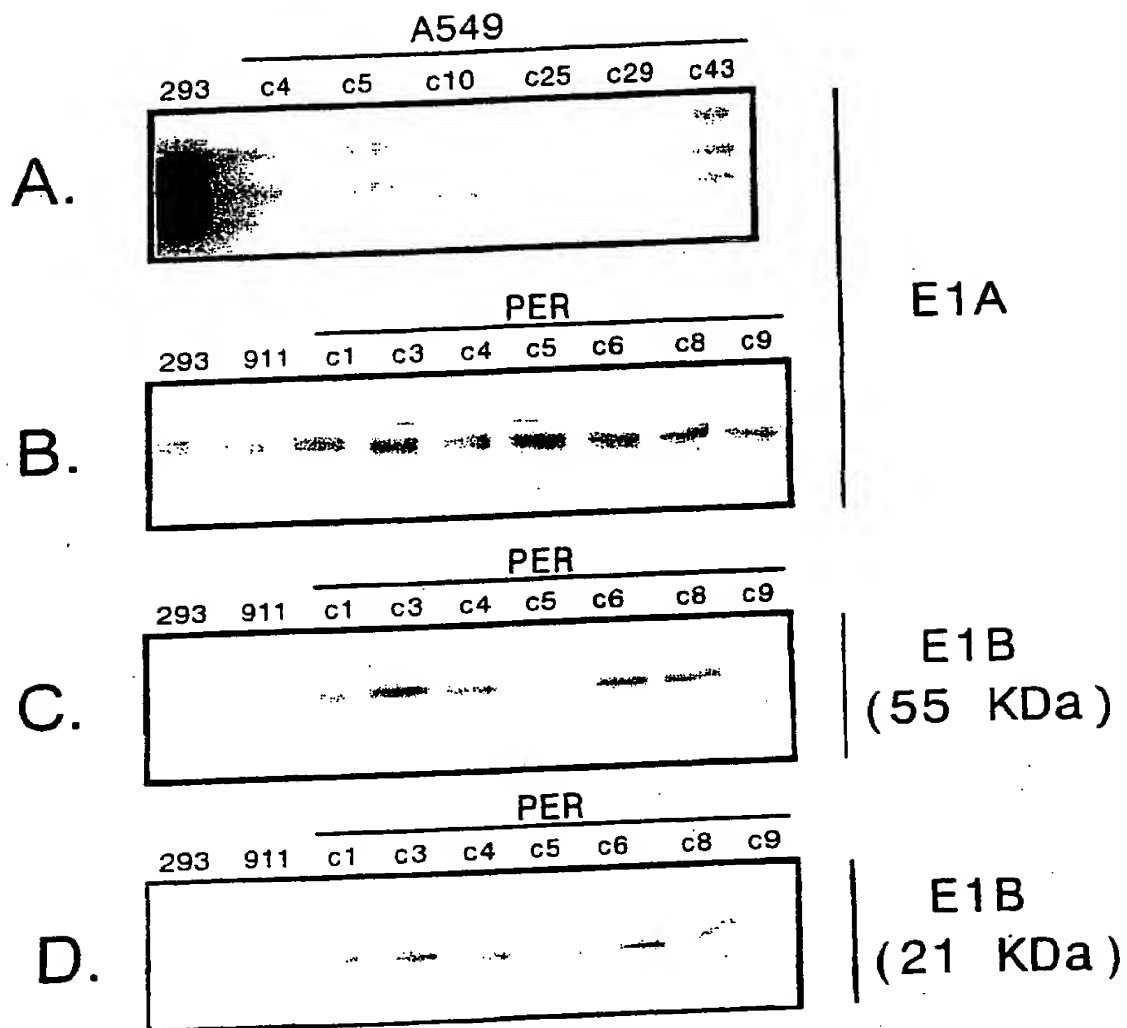 A549
293 c4 c5 c10 c25 c29 c43
A.
E1A
PER
293 911 c1 c3 c4 c5 c6 c8 c9
B.
PER
293 911 c1 c3 c4 c5 c6 c8 c9
C.
E1B
(55 KDa)
PER
293 911 c1 c3 c4 c5 c6 c8 c9
D.
E1B
(21 KDa)